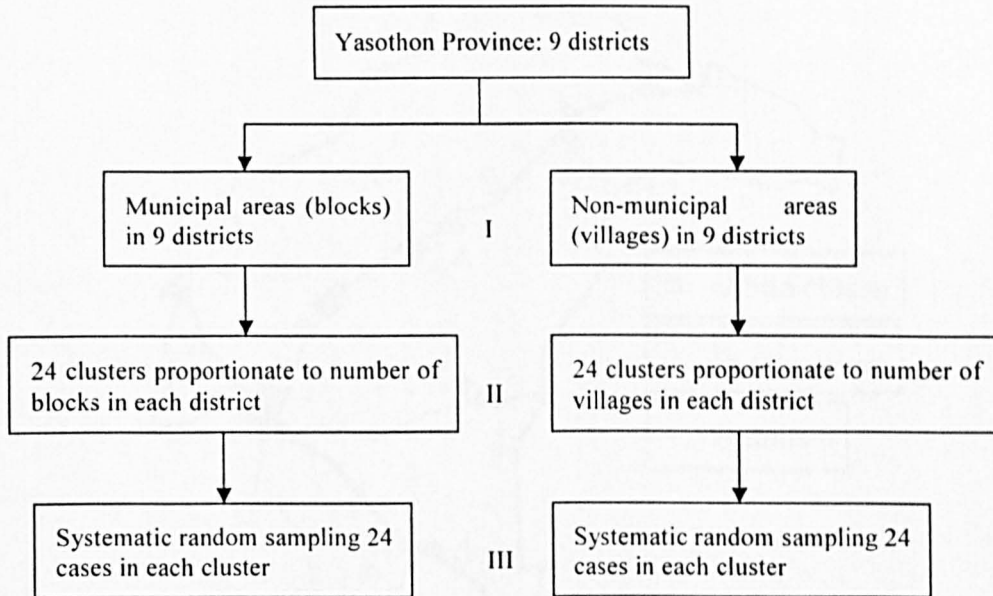 Yasothon Province: 9 districts
Municipal areas (blocks)
in 9 districts
I
Non-municipal areas
(villages) in 9 districts
24 clusters proportionate to number of
blocks in each district
II
24 clusters proportionate to number of
villages in each district
Systematic random sampling 24
cases in each cluster
III
Systematic random sampling 24
cases in each cluster